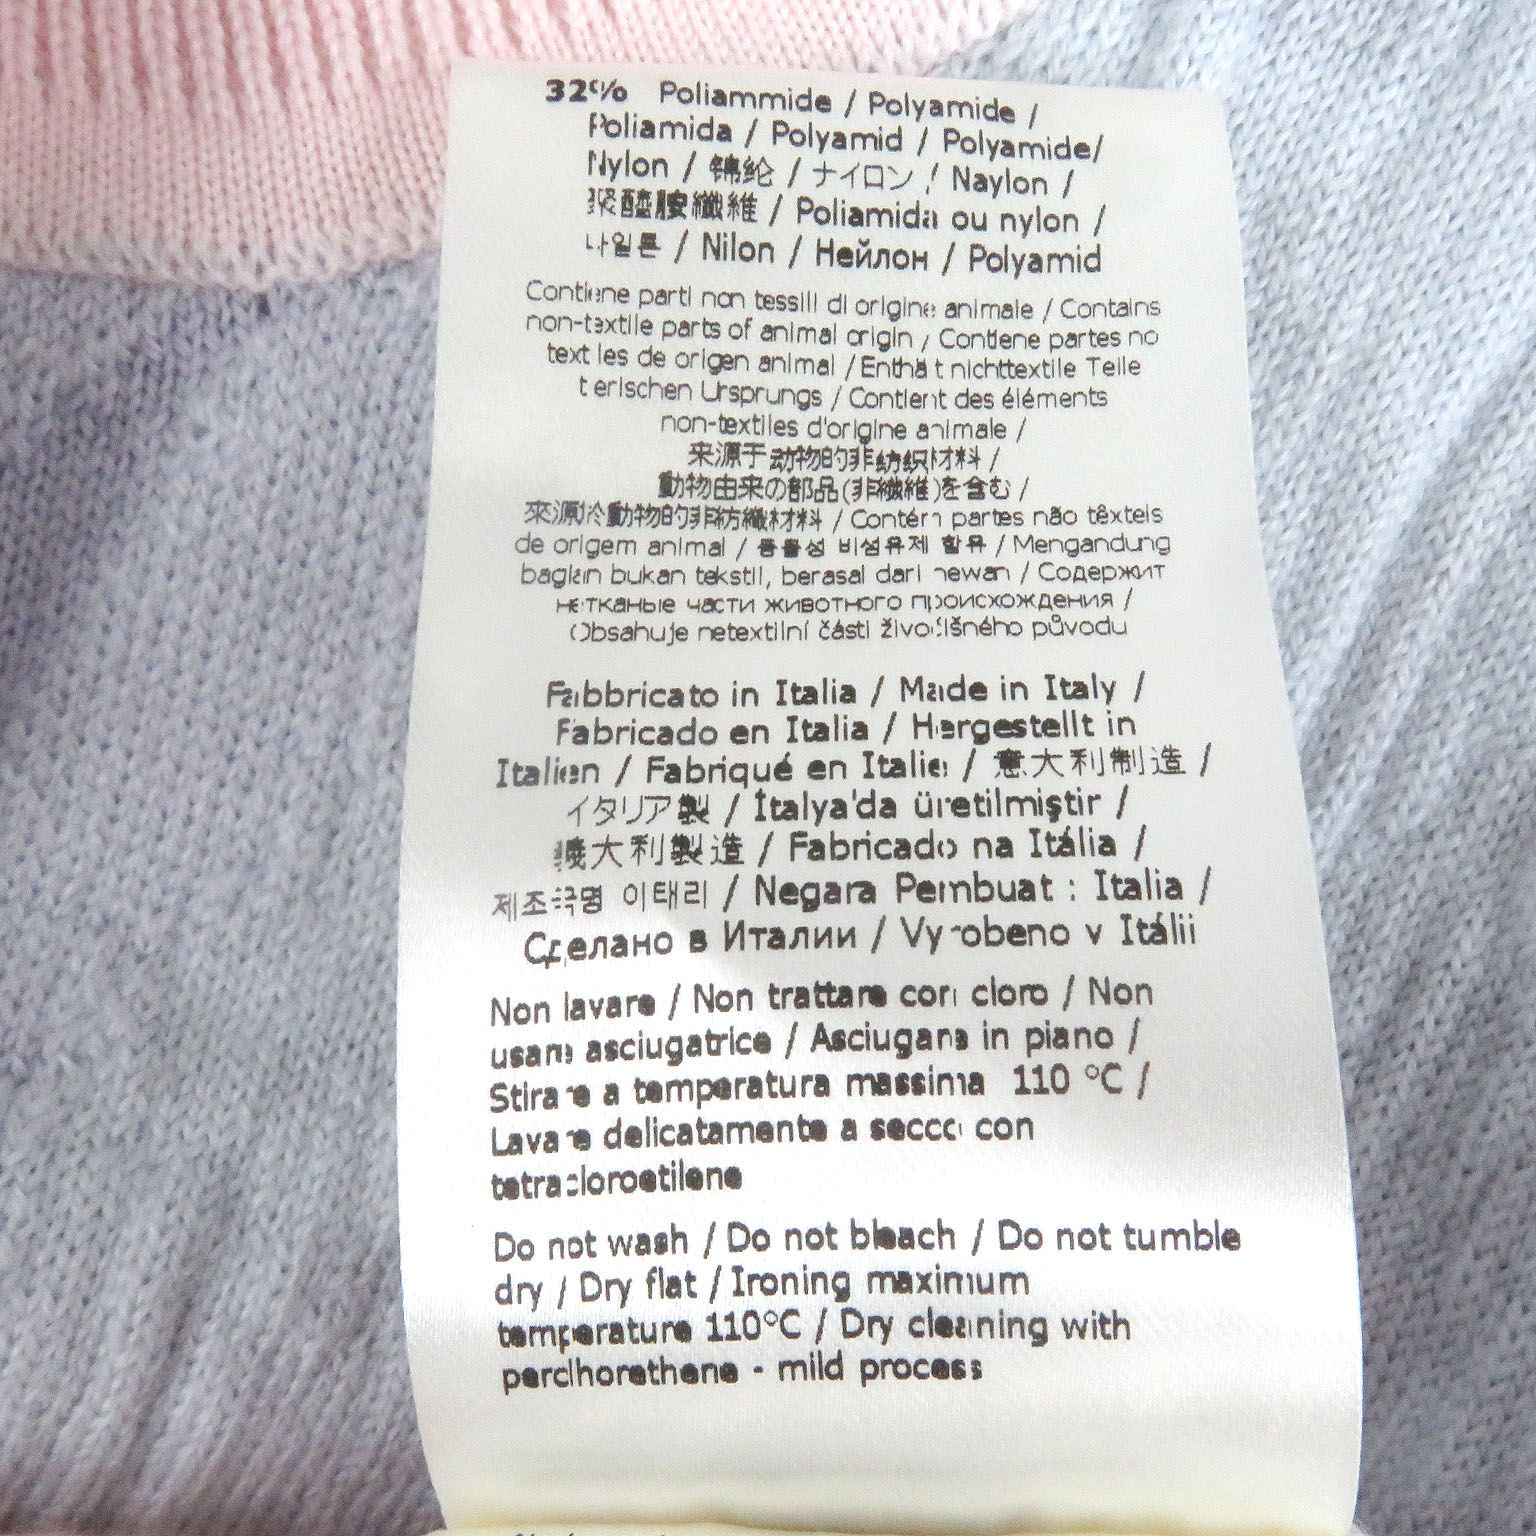 32% Poliammide / Polyamide /
Poliamida / Polyamid / Polyamide/
Nylon / 锦纶 / ナイロン / Naylon /
聚醯胺纖維 / Poliamida ou nylon /
나일론 / Nilon / Нейлон / Polyamid
Contiene parti non tessili di origine animale / Contains
non-textile parts of animal origin / Contiene partes no
textiles de origen animal / Enthält nichttextile Teile
tierischen Ursprungs / Contient des éléments
non-textiles d'origine animale /
来源于动物的非纺织材料 /
動物由来の部品(非繊維)を含む /
來源於動物的非紡織材料 / Contém partes não têxteis
de origem animal / 동물성 비섬유제 함유 / Mengandung
bagian bukan tekstil, berasal dari hewan / Содержит
нетканые части животного происхождения /
Obsahuje netextilní části živočišného původu
Fabbricato in Italia / Made in Italy /
Fabricado en Italia / Hergestellt in
Italien / Fabriqué en Italie / 意大利制造 /
イタリア製 / İtalya'da üretilmiştir /
義大利製造 / Fabricado na Itália /
제조국명 이태리 / Negara Pembuat : Italia /
Сделано в Италии / Vyrobeno v Itálii
Non lavare / Non trattare con cloro / Non
usare asciugatrice / Asciugare in piano /
Stirare a temperatura massima 110 °C /
Lavare delicatamente a secco con
tetracloroetilene
Do not wash / Do not bleach / Do not tumble
dry / Dry flat / Ironing maximum
temperature 110°C / Dry cleaning with
perclhorethene - mild process